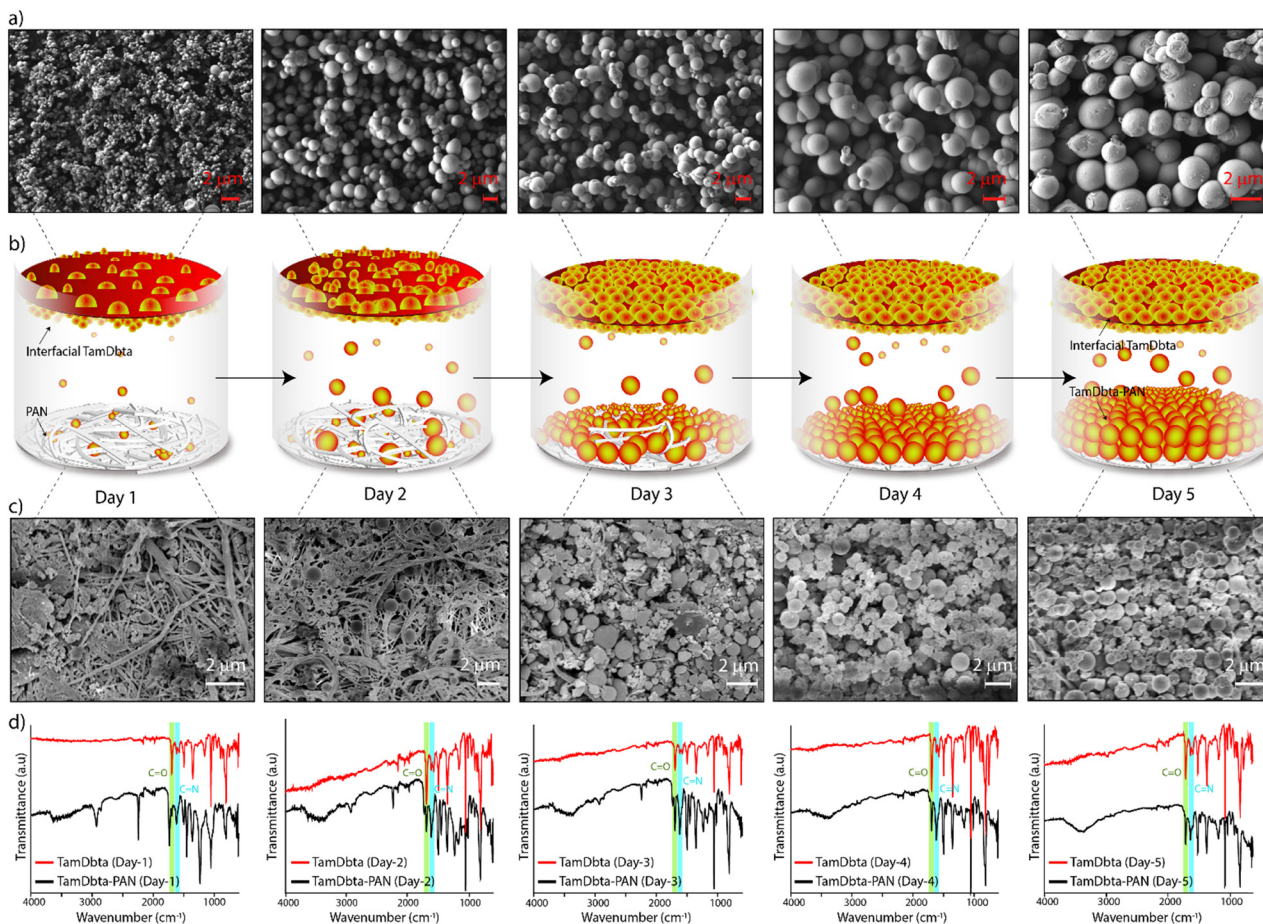 a)
2 μm
2 μm
2 μm
2 μm
2 μm
b)
Interfacial TamDbta
PAN
Interfacial TamDbta
TamDbta-PAN
Day 1
Day 2
Day 3
Day 4
Day 5
c)
2 μm
2 μm
2 μm
2 μm
2 μm
d)
Transmittance (a.u)
C=O
C=N
TamDbta (Day-1)
TamDbta-PAN (Day-1)
4000 3000 2000 1000
Wavenumber (cm⁻¹)
Transmittance (a.u)
C=O
C=N
TamDbta (Day-2)
TamDbta-PAN (Day-2)
4000 3000 2000 1000
Wavenumber (cm⁻¹)
Transmittance (a.u)
C=O
C=N
TamDbta (Day-3)
TamDbta-PAN (Day-3)
4000 3000 2000 1000
Wavenumber (cm⁻¹)
Transmittance (a.u)
C=O
C=N
TamDbta (Day-4)
TamDbta-PAN (Day-4)
4000 3000 2000 1000
Wavenumber (cm⁻¹)
Transmittance (a.u)
C=O
C=N
TamDbta (Day-5)
TamDbta-PAN (Day-5)
4000 3000 2000 1000
Wavenumber (cm⁻¹)